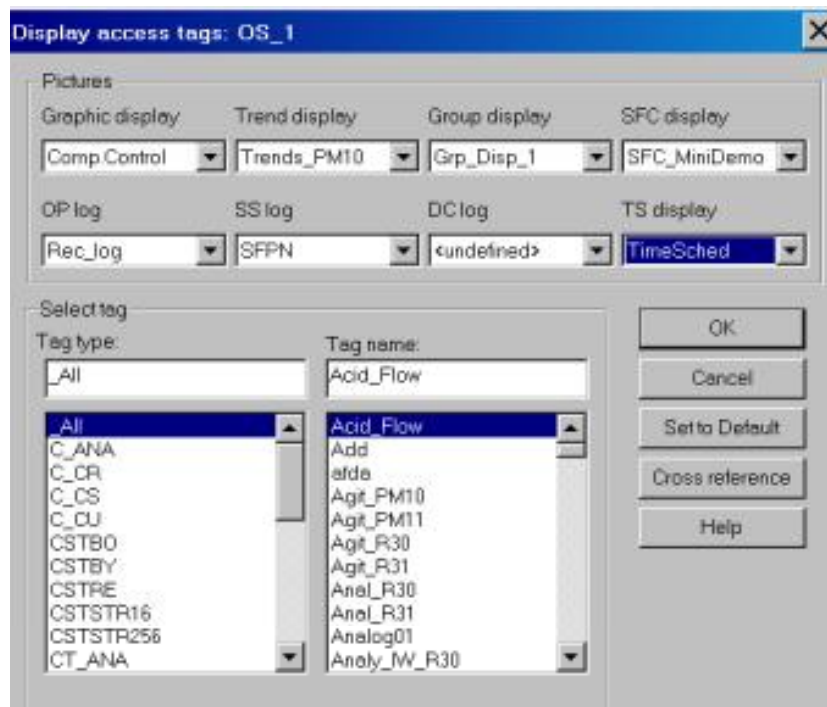 Display access tags: OS_1
Pictures
Graphic display Trend display Group display SFC display
Comp.Control Trends_PM10 Grp_Disp_1 SFC_MiniDemo
OP log SS log DC log TS display
Rec_log SFPN <undefined> TimeSched
Select tag
Tag type: Tag name:
_All Acid_Flow
_All Acid_Flow
C_ANA Add
C_CR afda
C_CS Agit_PM10
C_CU Agit_PM11
CSTBO Agit_R30
CSTBY Agit_R31
CSTRE Anal_R30
CSTSTR16 Anal_R31
CSTSTR256 Analog01
CT_ANA Analy_IW_R30
OK
Cancel
Set to Default
Cross reference
Help